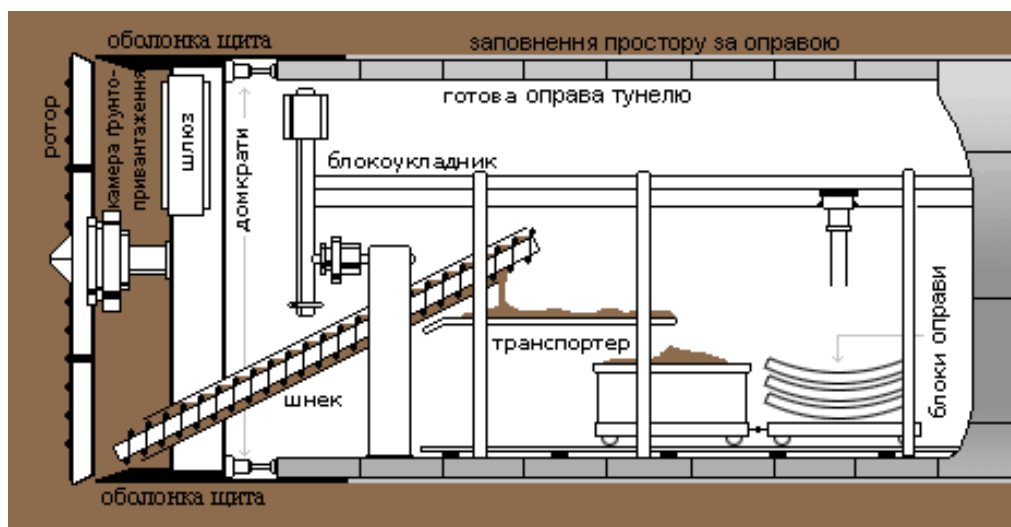 оболонка щита
заповнення простору за оправою
готова оправа тунелю
ротор
камера ґрунто-
привантаження
шлюз
домкрати
блокоукладник
транспортер
шнек
блоки оправи
оболонка щита